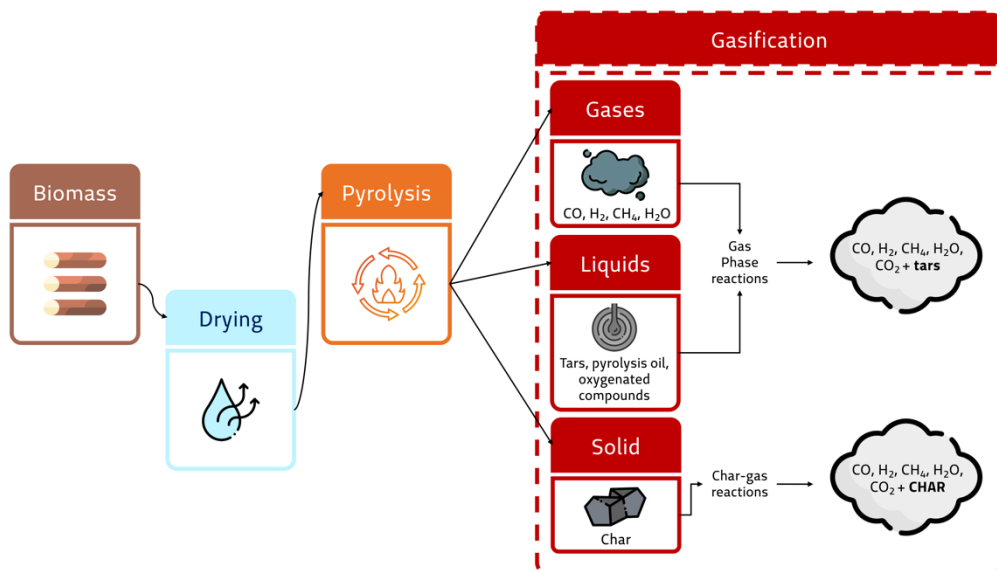 Gasification
Biomass
Drying
Pyrolysis
Gases
CO, H₂, CH₄, H₂O
Liquids
Tars, pyrolysis oil,
oxygenated
compounds
Solid
Char
Gas
Phase
reactions
CO, H₂, CH₄, H₂O,
CO₂ + tars
Char-gas
reactions
CO, H₂, CH₄, H₂O,
CO₂ + CHAR